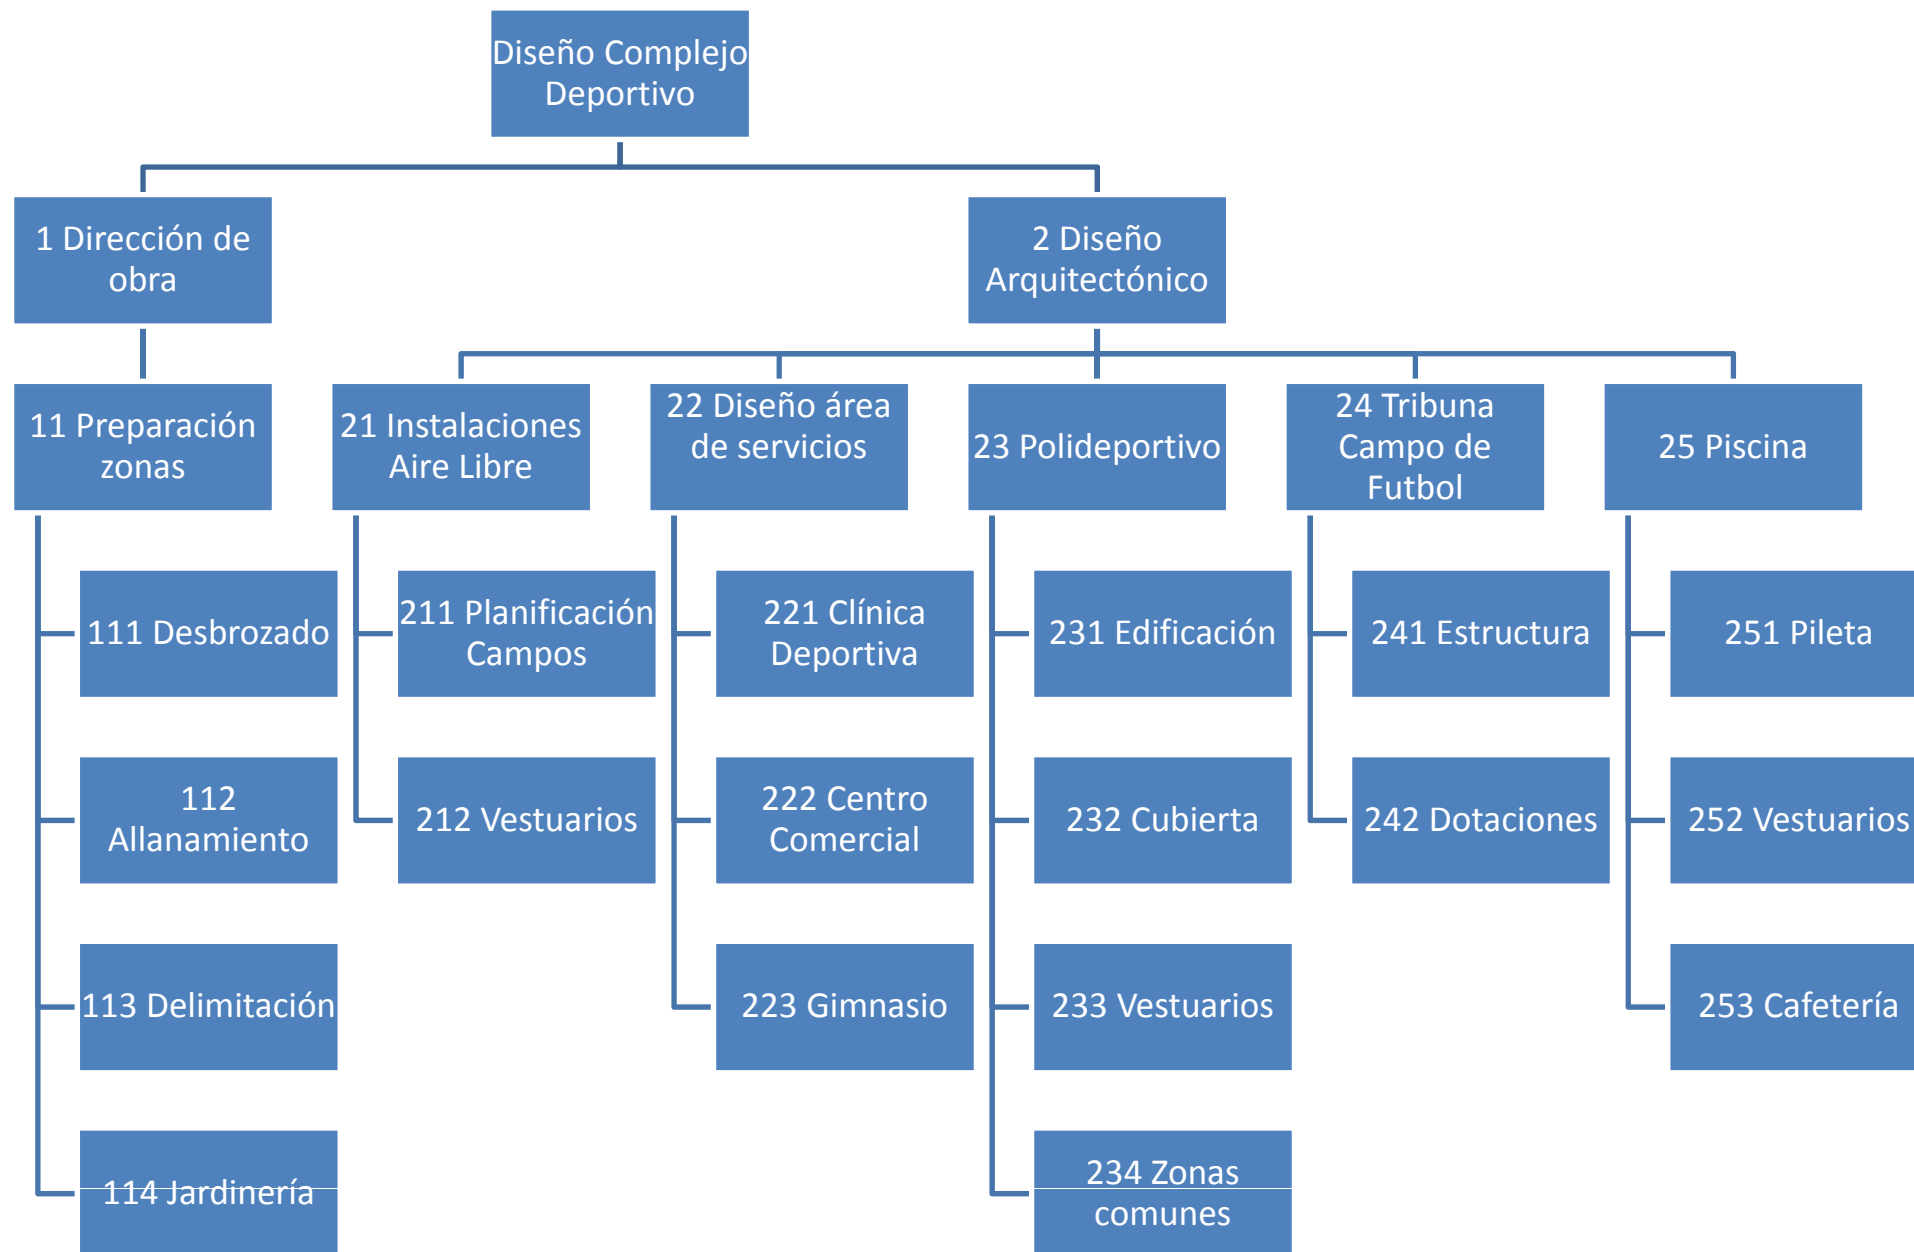 Diseño Complejo
Deportivo
1 Dirección de
obra
2 Diseño
Arquitectónico
11 Preparación
zonas
21 Instalaciones
Aire Libre
22 Diseño área
de servicios
23 Polideportivo
24 Tribuna
Campo de
Futbol
25 Piscina
111 Desbrozado
211 Planificación
Campos
221 Clínica
Deportiva
231 Edificación
241 Estructura
251 Pileta
112
Allanamiento
212 Vestuarios
222 Centro
Comercial
232 Cubierta
242 Dotaciones
252 Vestuarios
113 Delimitación
223 Gimnasio
233 Vestuarios
253 Cafetería
114 Jardinería
234 Zonas
comunes